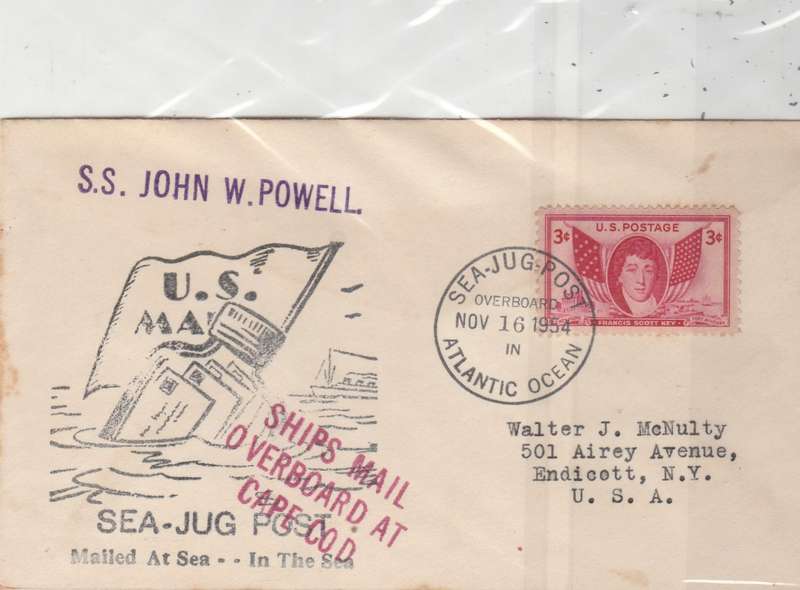 S.S. JOHN W. POWELL.
U.S.
MAI
3¢ U.S. POSTAGE 3¢
FRANCIS SCOTT KEY
SEA-JUG-POST
OVERBOARD
NOV 16 1954
IN
ATLANTIC OCEAN
SHIPS MAIL
OVERBOARD AT
CAPE COD
Walter J. McNulty
501 Airey Avenue,
Endicott, N.Y.
U. S. A.
SEA-JUG POST
Mailed At Sea - - In The Sea